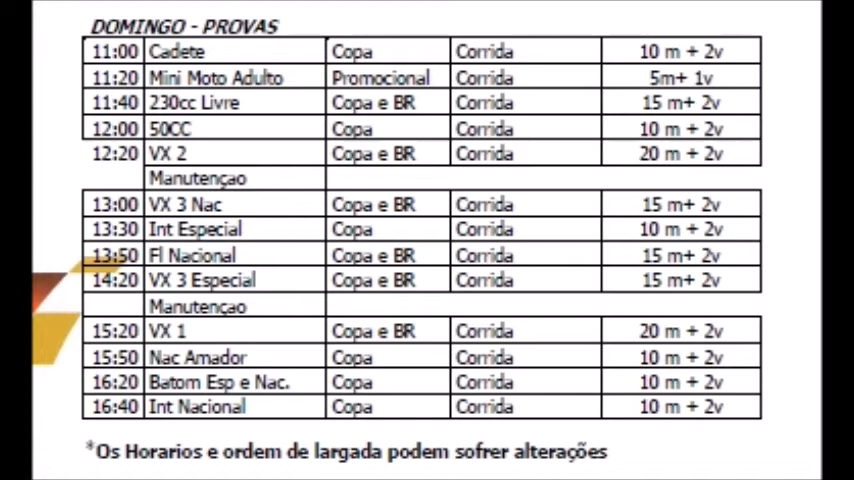 DOMINGO - PROVAS
11:00 Cadete Copa Corrida 10 m + 2v
11:20 Mini Moto Adulto Promocional Corrida 5m+ 1v
11:40 230cc Livre Copa e BR Corrida 15 m+ 2v
12:00 50CC Copa Corrida 10 m + 2v
12:20 VX 2 Copa e BR Corrida 20 m + 2v
Manutençao
13:00 VX 3 Nac Copa e BR Corrida 15 m+ 2v
13:30 Int Especial Copa Corrida 10 m + 2v
13:50 Fl Nacional Copa e BR Corrida 15 m+ 2v
14:20 VX 3 Especial Copa e BR Corrida 15 m+ 2v
Manutençao
15:20 VX 1 Copa e BR Corrida 20 m + 2v
15:50 Nac Amador Copa Corrida 10 m + 2v
16:20 Batom Esp e Nac. Copa Corrida 10 m + 2v
16:40 Int Nacional Copa Corrida 10 m + 2v
*Os Horarios e ordem de largada podem sofrer alterações